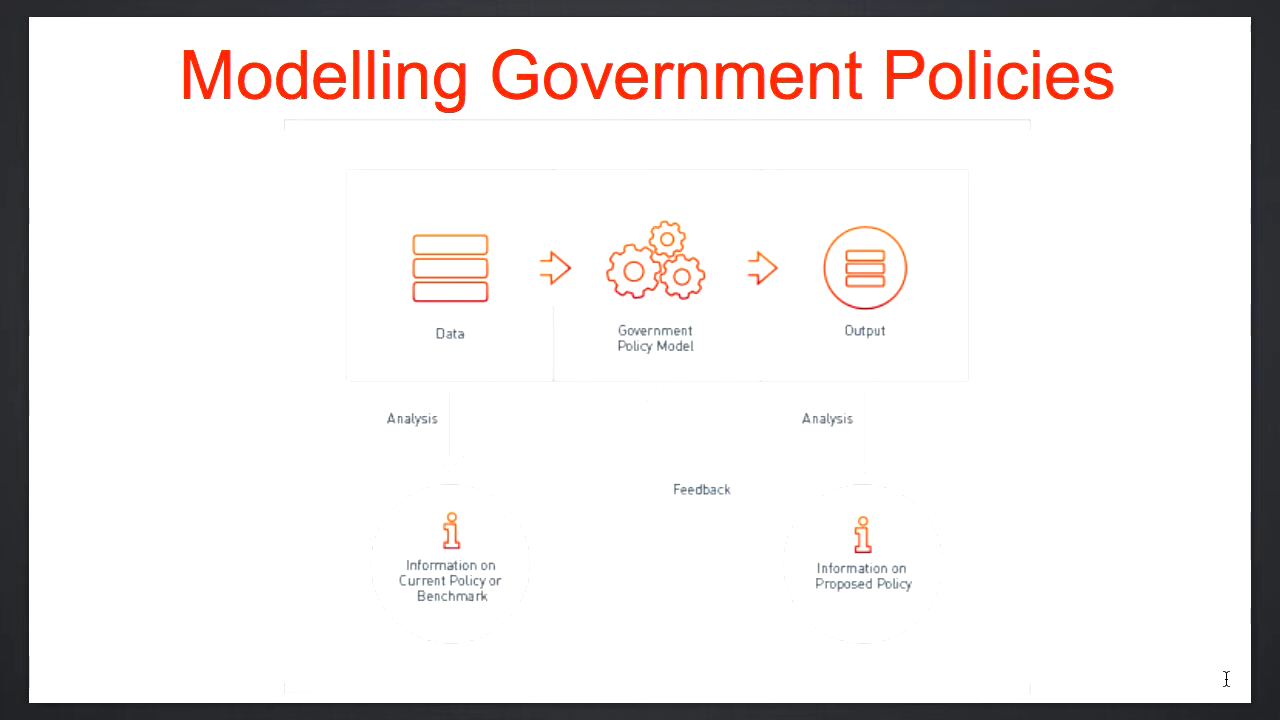 Modelling Government Policies
Data
Government
Policy Model
Output
Analysis
Analysis
Feedback
Information on
Current Policy or
Benchmark
Information on
Proposed Policy